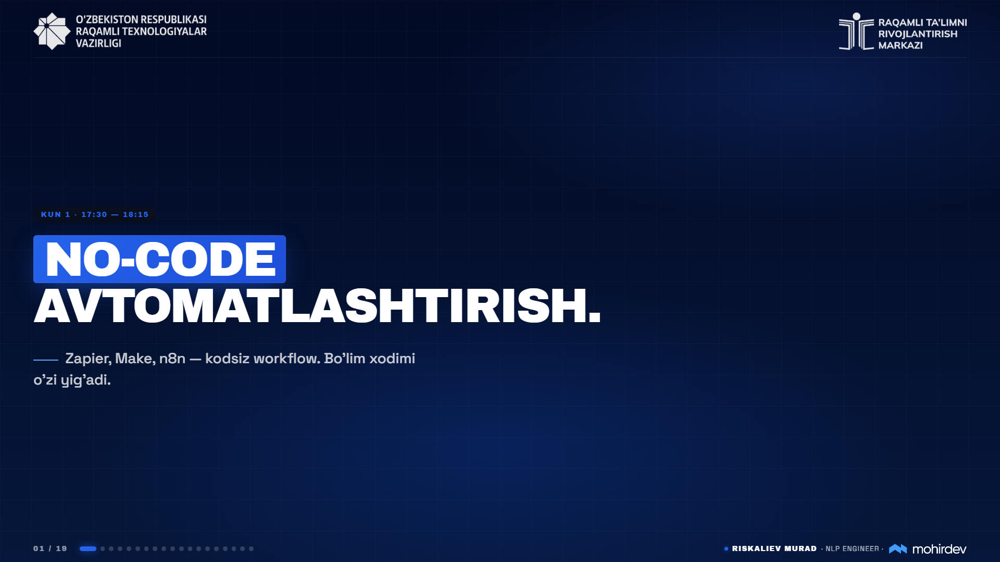 O'ZBEKISTON RESPUBLIKASI
RAQAMLI TEXNOLOGIYALAR
VAZIRLIGI
RAQAMLI TA’LIMNI
RIVOJLANTIRISH
MARKAZI
KUN 1 · 17:30 — 18:15
NO-CODE
AVTOMATLASHTIRISH.
Zapier, Make, n8n — kodsiz workflow. Bo’lim xodimi
o’zi yig’adi.
01 / 19
RISKALIEV MURAD · NLP ENGINEER · mohirdev